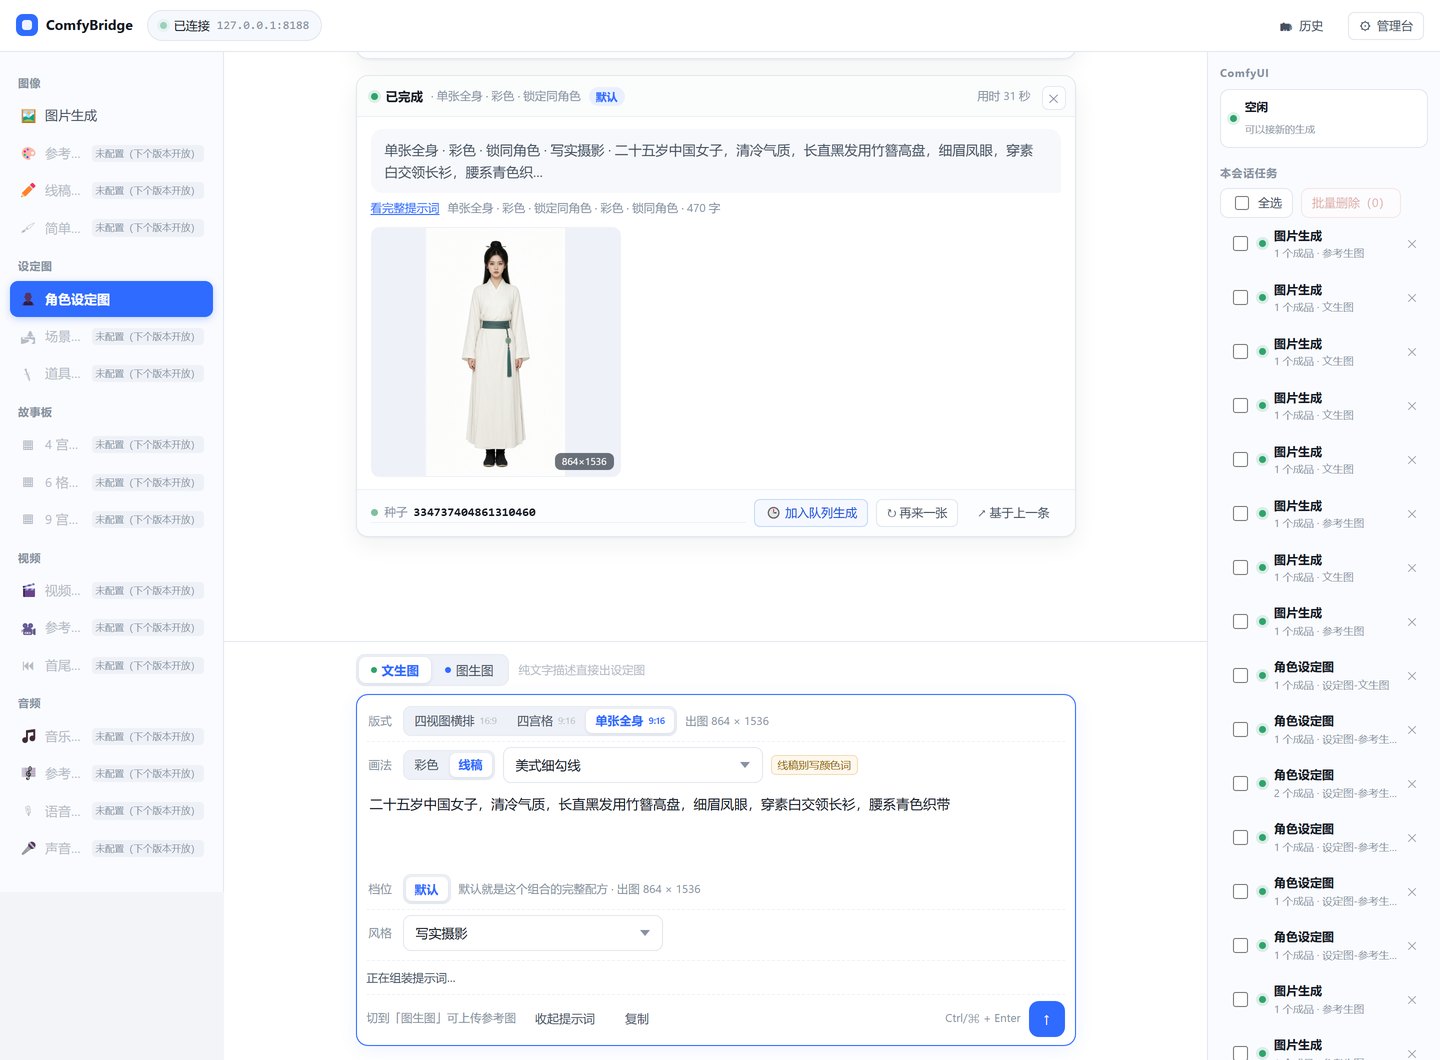 ComfyBridge
已连接 127.0.0.1:8188
历史
管理台
图像
图片生成
参考... 未配置（下个版本开放）
线稿... 未配置（下个版本开放）
简单... 未配置（下个版本开放）
设定图
角色设定图
场景... 未配置（下个版本开放）
道具... 未配置（下个版本开放）
故事板
4 宫... 未配置（下个版本开放）
6 格... 未配置（下个版本开放）
9 宫... 未配置（下个版本开放）
视频
视频... 未配置（下个版本开放）
参考... 未配置（下个版本开放）
首尾... 未配置（下个版本开放）
音频
音乐... 未配置（下个版本开放）
参考... 未配置（下个版本开放）
语音... 未配置（下个版本开放）
声音... 未配置（下个版本开放）
已完成 · 单张全身 · 彩色 · 锁定同角色 默认 用时 31 秒
单张全身 · 彩色 · 锁同角色 · 写实摄影 · 二十五岁中国女子，清冷气质，长直黑发用竹簪高盘，细眉凤眼，穿素
白交领长衫，腰系青色织...
看完整提示词 单张全身 · 彩色 · 锁定同角色 · 彩色 · 锁同角色 · 470 字
864×1536
种子 334737404861310460
加入队列生成
再来一张
基于上一条
文生图 图生图 纯文字描述直接出设定图
版式 四视图横排 16:9 四宫格 9:16 单张全身 9:16 出图 864 × 1536
画法 彩色 线稿 美式细勾线 线稿别写颜色词
二十五岁中国女子，清冷气质，长直黑发用竹簪高盘，细眉凤眼，穿素白交领长衫，腰系青色织带
档位 默认 默认就是这个组合的完整配方 · 出图 864 × 1536
风格 写实摄影
正在组装提示词...
切到「图生图」可上传参考图 收起提示词 复制 Ctrl/⌘ + Enter
ComfyUI
空闲
可以接新的生成
本会话任务
全选 批量删除（0）
图片生成
1 个成品 · 参考生图
图片生成
1 个成品 · 文生图
图片生成
1 个成品 · 文生图
图片生成
1 个成品 · 文生图
图片生成
1 个成品 · 文生图
图片生成
1 个成品 · 参考生图
图片生成
1 个成品 · 文生图
图片生成
1 个成品 · 参考生图
角色设定图
1 个成品 · 设定图-文生图
角色设定图
1 个成品 · 设定图-参考生...
角色设定图
2 个成品 · 设定图-参考生...
角色设定图
1 个成品 · 设定图-参考生...
角色设定图
1 个成品 · 设定图-参考生...
角色设定图
1 个成品 · 设定图-参考生...
图片生成
1 个成品 · 参考生图
图片生成